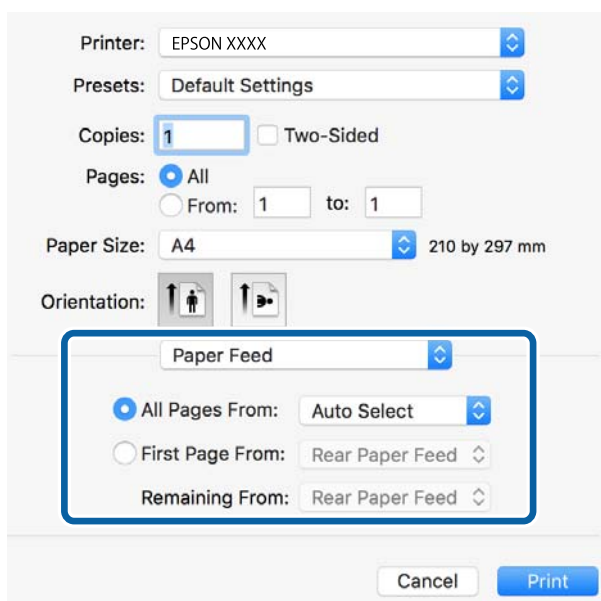 Printer: EPSON XXXX
Presets: Default Settings
Copies: 1 Two-Sided
Pages: All
From: 1 to: 1
Paper Size: A4 210 by 297 mm
Orientation:
Paper Feed
All Pages From: Auto Select
First Page From: Rear Paper Feed
Remaining From: Rear Paper Feed
Cancel Print